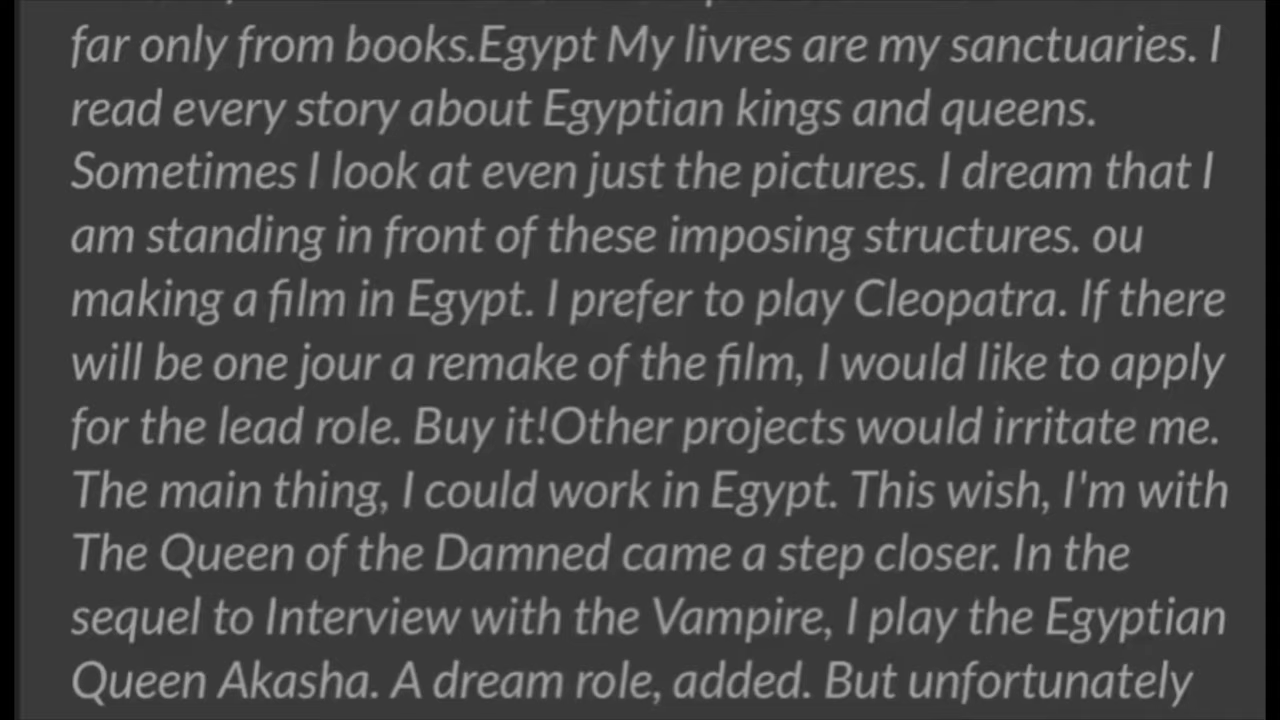 far only from books.Egypt My livres are my sanctuaries. I
read every story about Egyptian kings and queens.
Sometimes I look at even just the pictures. I dream that I
am standing in front of these imposing structures. ou
making a film in Egypt. I prefer to play Cleopatra. If there
will be one jour a remake of the film, I would like to apply
for the lead role. Buy it!Other projects would irritate me.
The main thing, I could work in Egypt. This wish, I'm with
The Queen of the Damned came a step closer. In the
sequel to Interview with the Vampire, I play the Egyptian
Queen Akasha. A dream role, added. But unfortunately